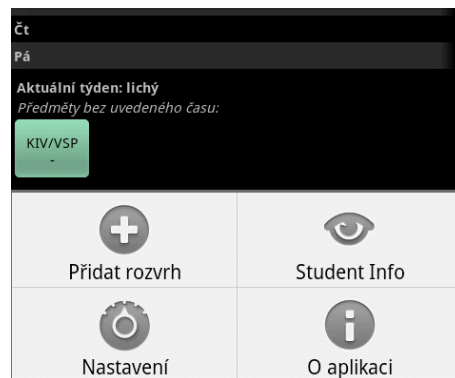 Čt
Pá
Aktuální týden: lichý
Předměty bez uvedeného času:
KIV/VSP
-
Přidat rozvrh
Student Info
Nastavení
O aplikaci